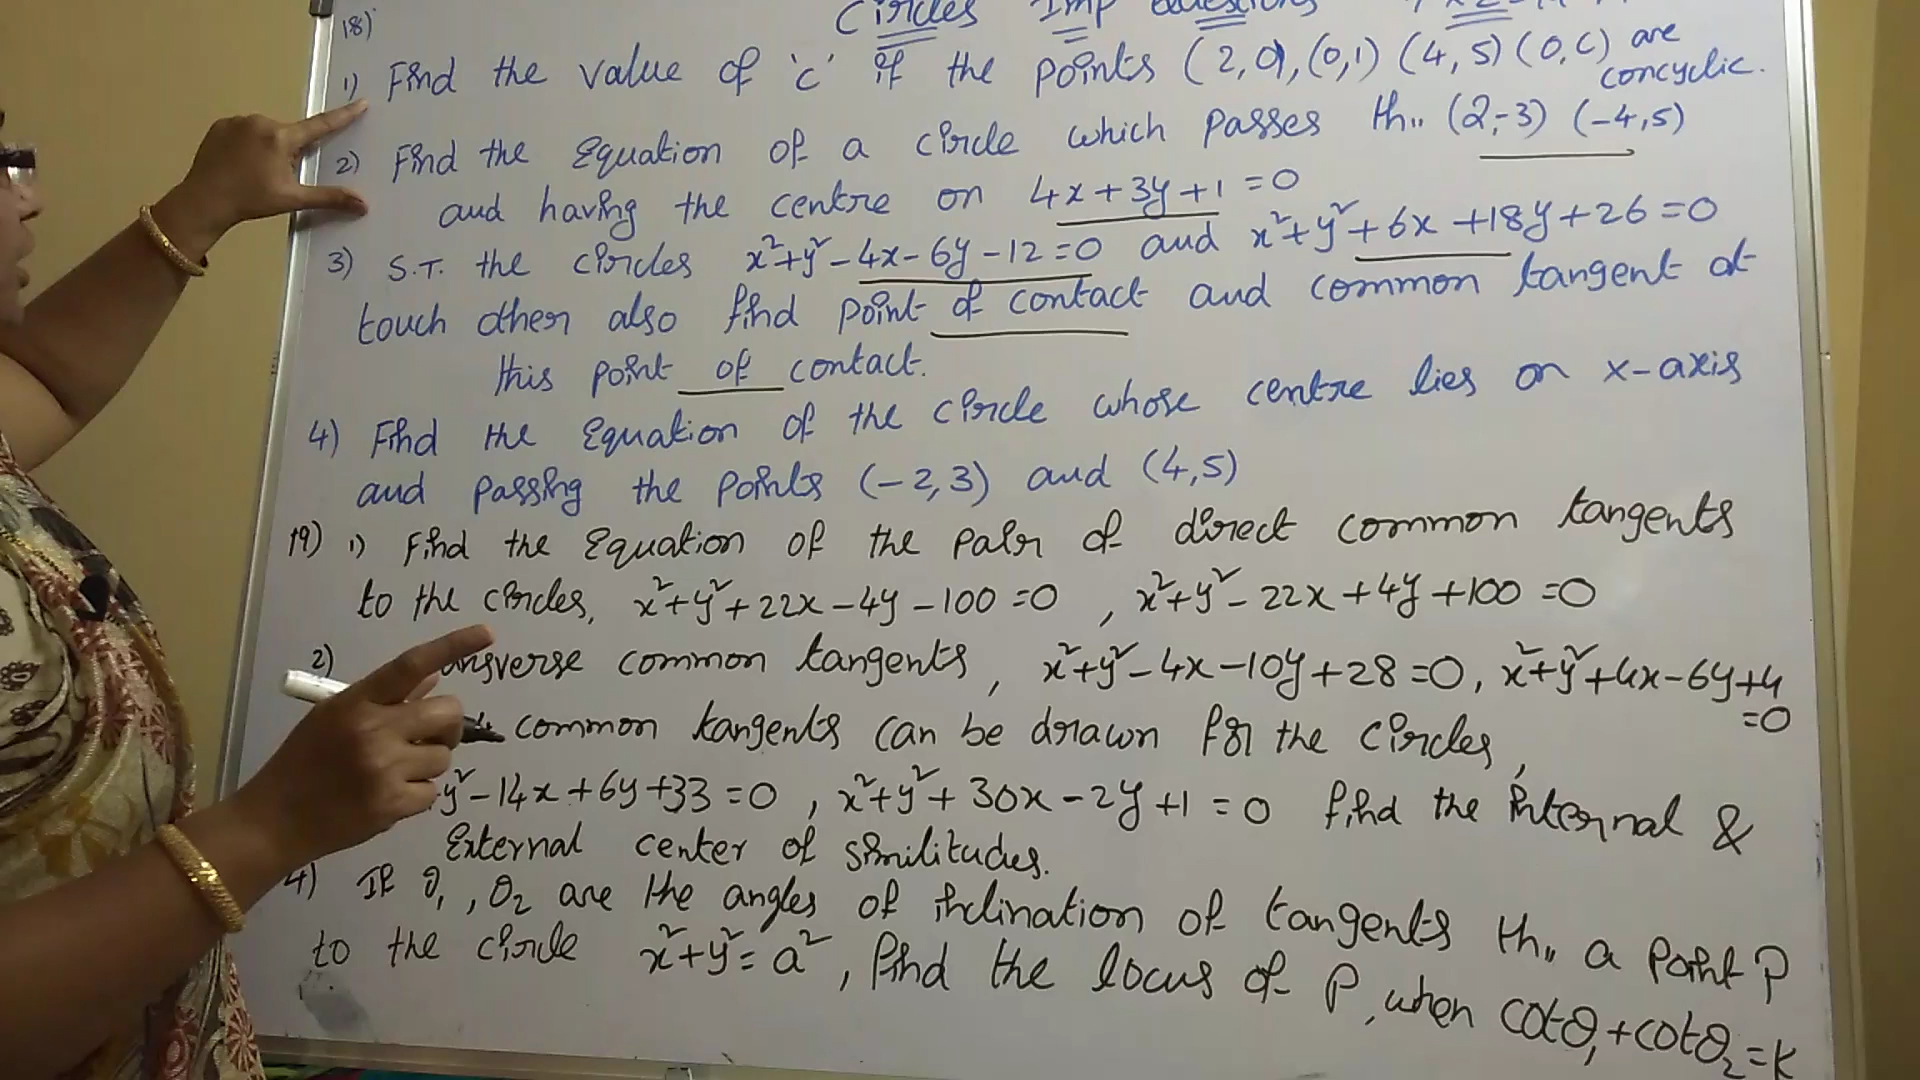 Circles Imp Questions
18)
1) Find the value of 'c' if the points (2,0), (0,1) (4,5) (0,C) are concyclic.
2) Find the Equation of a circle which passes th,, (2,-3) (-4,5)
and having the centre on 4x+3y+1=0
3) S.T. the circles x²+y²-4x-6y-12=0 and x²+y²+6x+18y+26=0
touch other also find point of contact and common tangent at
this point of contact.
4) Find the Equation of the circle whose centre lies on x-axis
and passing the points (-2,3) and (4,5)
19) 1) Find the Equation of the pair of direct common tangents
to the circles, x²+y²+22x-4y-100=0 , x²+y²-22x+4y+100=0
2) ansverse common tangents, x²+y²-4x-10y+28=0, x²+y²+4x-6y+4
=0
common tangents can be drawn for the circles,
y²-14x+6y+33=0 , x²+y²+30x-2y+1=0 find the internal &
External center of similitudes.
4) If θ₁, θ₂ are the angles of inclination of tangents th,, a point P
to the circle x²+y²=a², find the locus of P, when cotθ₁+cotθ₂=k